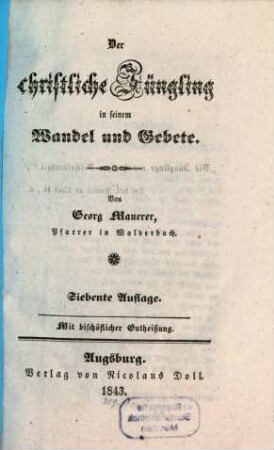 Der
christliche Jüngling
in seinem
Wandel und Gebete.
Von
Georg Mauerer,
Pfarrer in Walderbach.
Siebente Auflage.
Mit bischöflicher Gutheißung.
Augsburg.
Verlag von Nicolaus Doll.
1843.